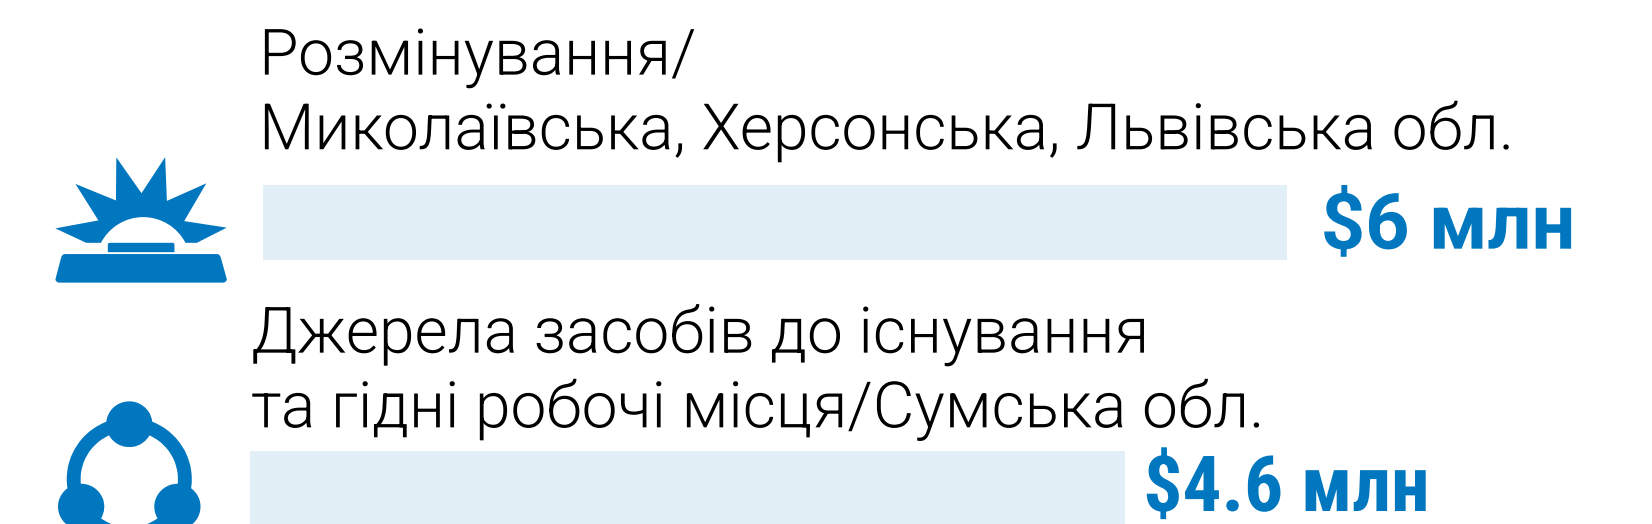 Розмінування/
Миколаївська, Херсонська, Львівська обл.
$6 млн
Джерела засобів до існування
та гідні робочі місця/Сумська обл.
$4.6 млн